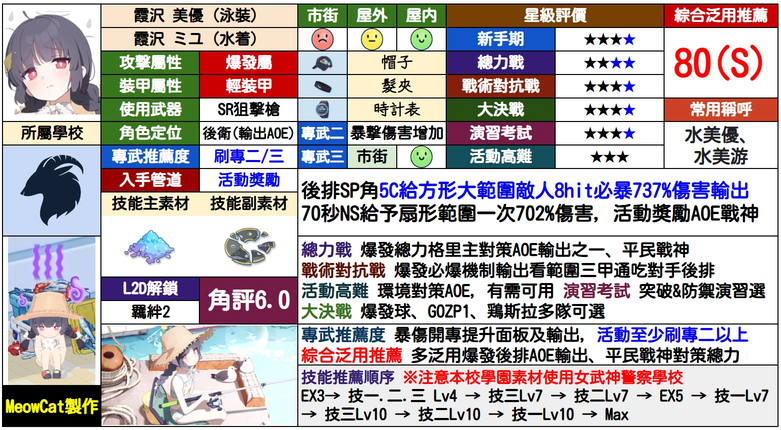 霞沢 美優（泳裝）
霞沢 ミユ（水着）
攻擊屬性 爆發屬
裝甲屬性 輕裝甲
使用武器 SR狙擊槍
角色定位 後衛(輸出AOE)
專武推薦度 刷專二/三
入手管道 活動獎勵
技能主素材 技能副素材
L2D解鎖
羈絆2
角評6.0
所屬學校
MeowCat製作
市街 屋外 屋內
帽子
髮夾
時計表
專武二 暴擊傷害增加
專武三 市街
星級評價
新手期 ★★★★
總力戰 ★★★★
戰術對抗戰 ★★★★
大決戰 ★★★★
演習考試 ★★★★
活動高難 ★★★
綜合泛用推薦
80(S)
常用稱呼
水美優、
水美游
後排SP角5C給方形大範圍敵人8hit必暴737%傷害輸出
70秒NS給予扇形範圍一次702%傷害, 活動獎勵AOE戰神
總力戰 爆發總力格里主對策AOE輸出之一、平民戰神
戰術對抗戰 爆發必爆機制輸出看範圍三甲通吃對手後排
活動高難 環境對策AOE, 有需可用 演習考試 突破&防禦演習選
大決戰 爆發球、GOZP1、鶏斯拉多隊可選
專武推薦度 暴傷開專提升面板及輸出, 活動至少刷專二以上
綜合泛用推薦 多泛用爆發後排AOE輸出、平民戰神對策總力
技能推薦順序 ※注意本校學園素材使用女武神警察學校
EX3→ 技一.二.三 Lv4 → 技三Lv7 → 技二Lv7 → EX5 → 技一Lv7
→ 技三Lv10 → 技二Lv10 → 技一Lv10 → Max